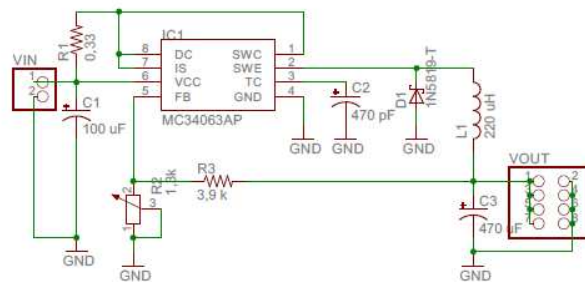 IC1
VIN
R1
0,33
8
7
6
5
DC
IS
VCC
FB
SWC
SWE
TC
GND
1
2
3
4
MC34063AP
1
2
C1
100 uF
C2
470 pF
D1
1N5819-T
L1
220 uH
GND
GND
GND
VOUT
R2
1,3k
R3
3,9 k
2
3
1
C3
470 uF
1
2
GND
GND
GND